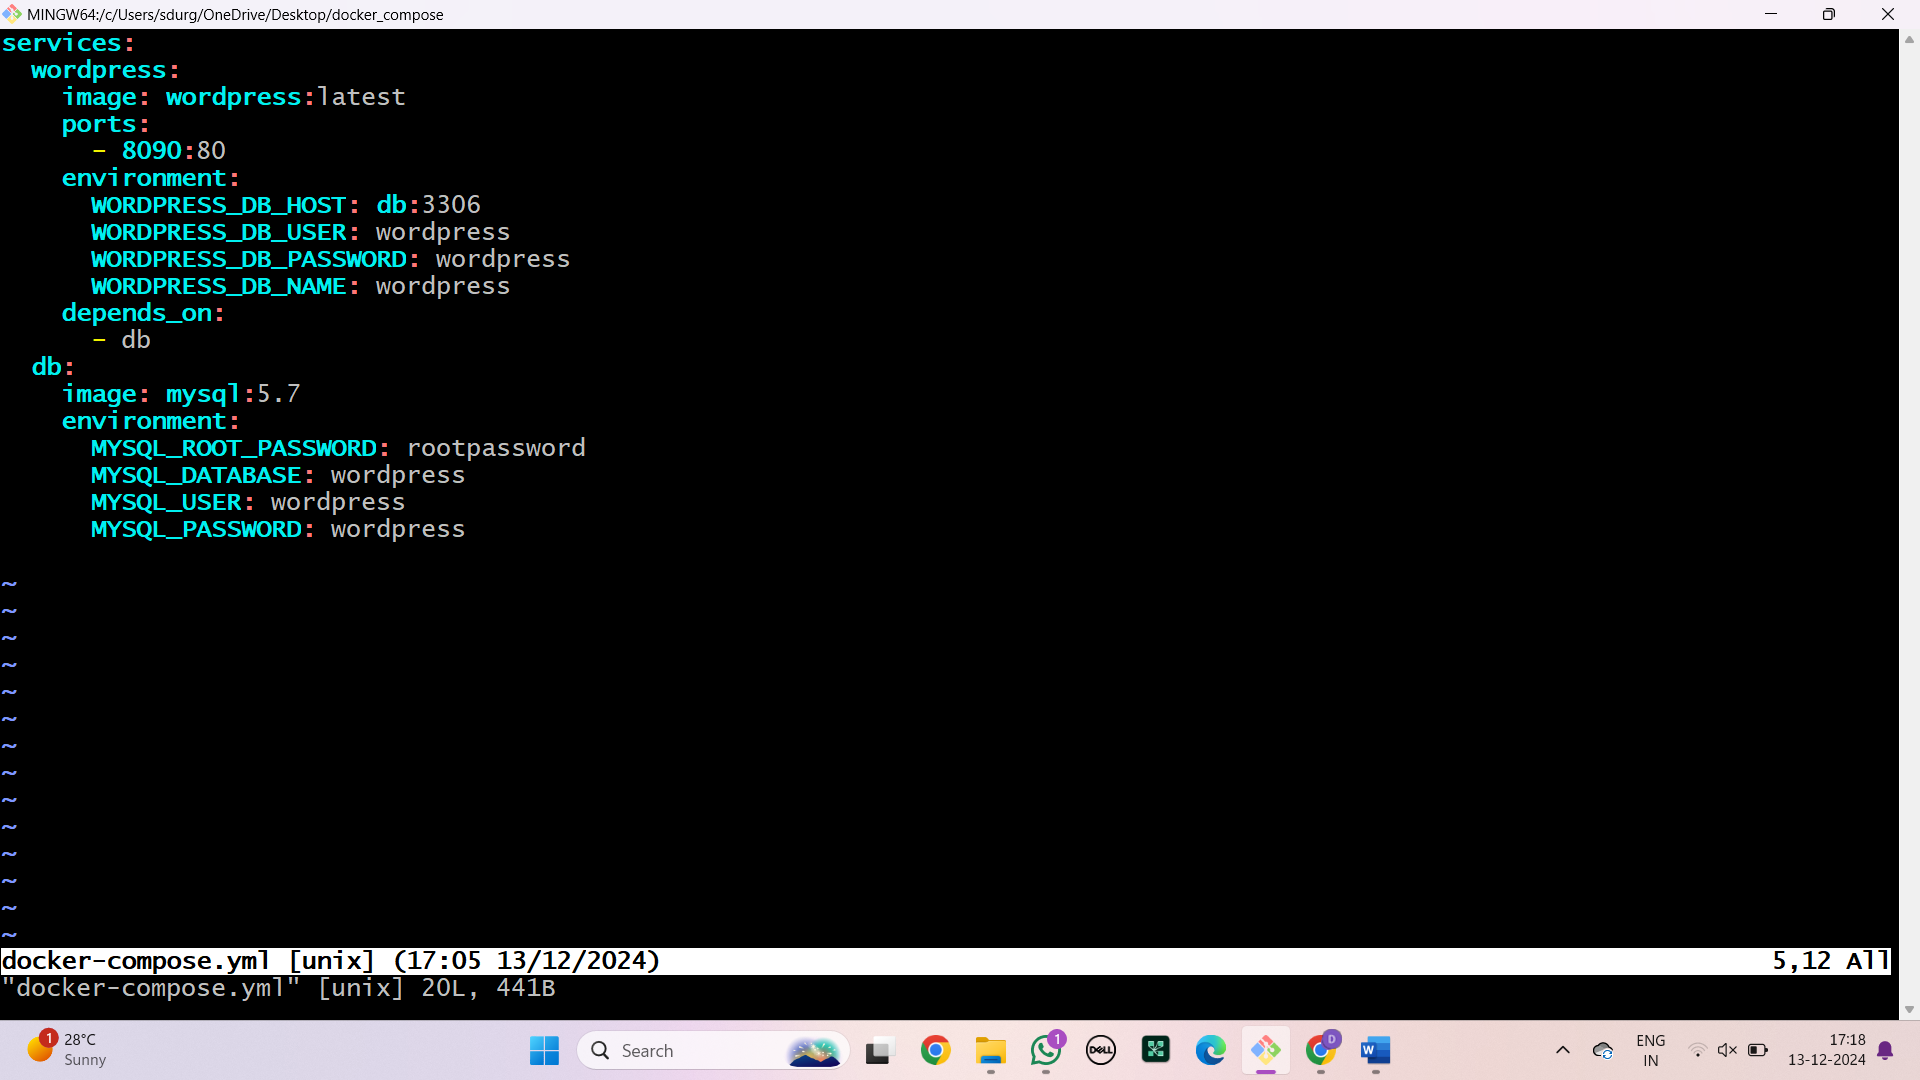 MINGW64:/c/Users/sdurg/OneDrive/Desktop/docker_compose
services:
  wordpress:
    image: wordpress:latest
    ports:
      - 8090:80
    environment:
      WORDPRESS_DB_HOST: db:3306
      WORDPRESS_DB_USER: wordpress
      WORDPRESS_DB_PASSWORD: wordpress
      WORDPRESS_DB_NAME: wordpress
    depends_on:
      - db
  db:
    image: mysql:5.7
    environment:
      MYSQL_ROOT_PASSWORD: rootpassword
      MYSQL_DATABASE: wordpress
      MYSQL_USER: wordpress
      MYSQL_PASSWORD: wordpress

~
~
~
~
~
~
~
~
~
~
~
~
~
~
docker-compose.yml [unix] (17:05 13/12/2024) 5,12 All
"docker-compose.yml" [unix] 20L, 441B
1 28°C
Sunny
Search
1
DELL
D
W
ENG
IN
17:18
13-12-2024